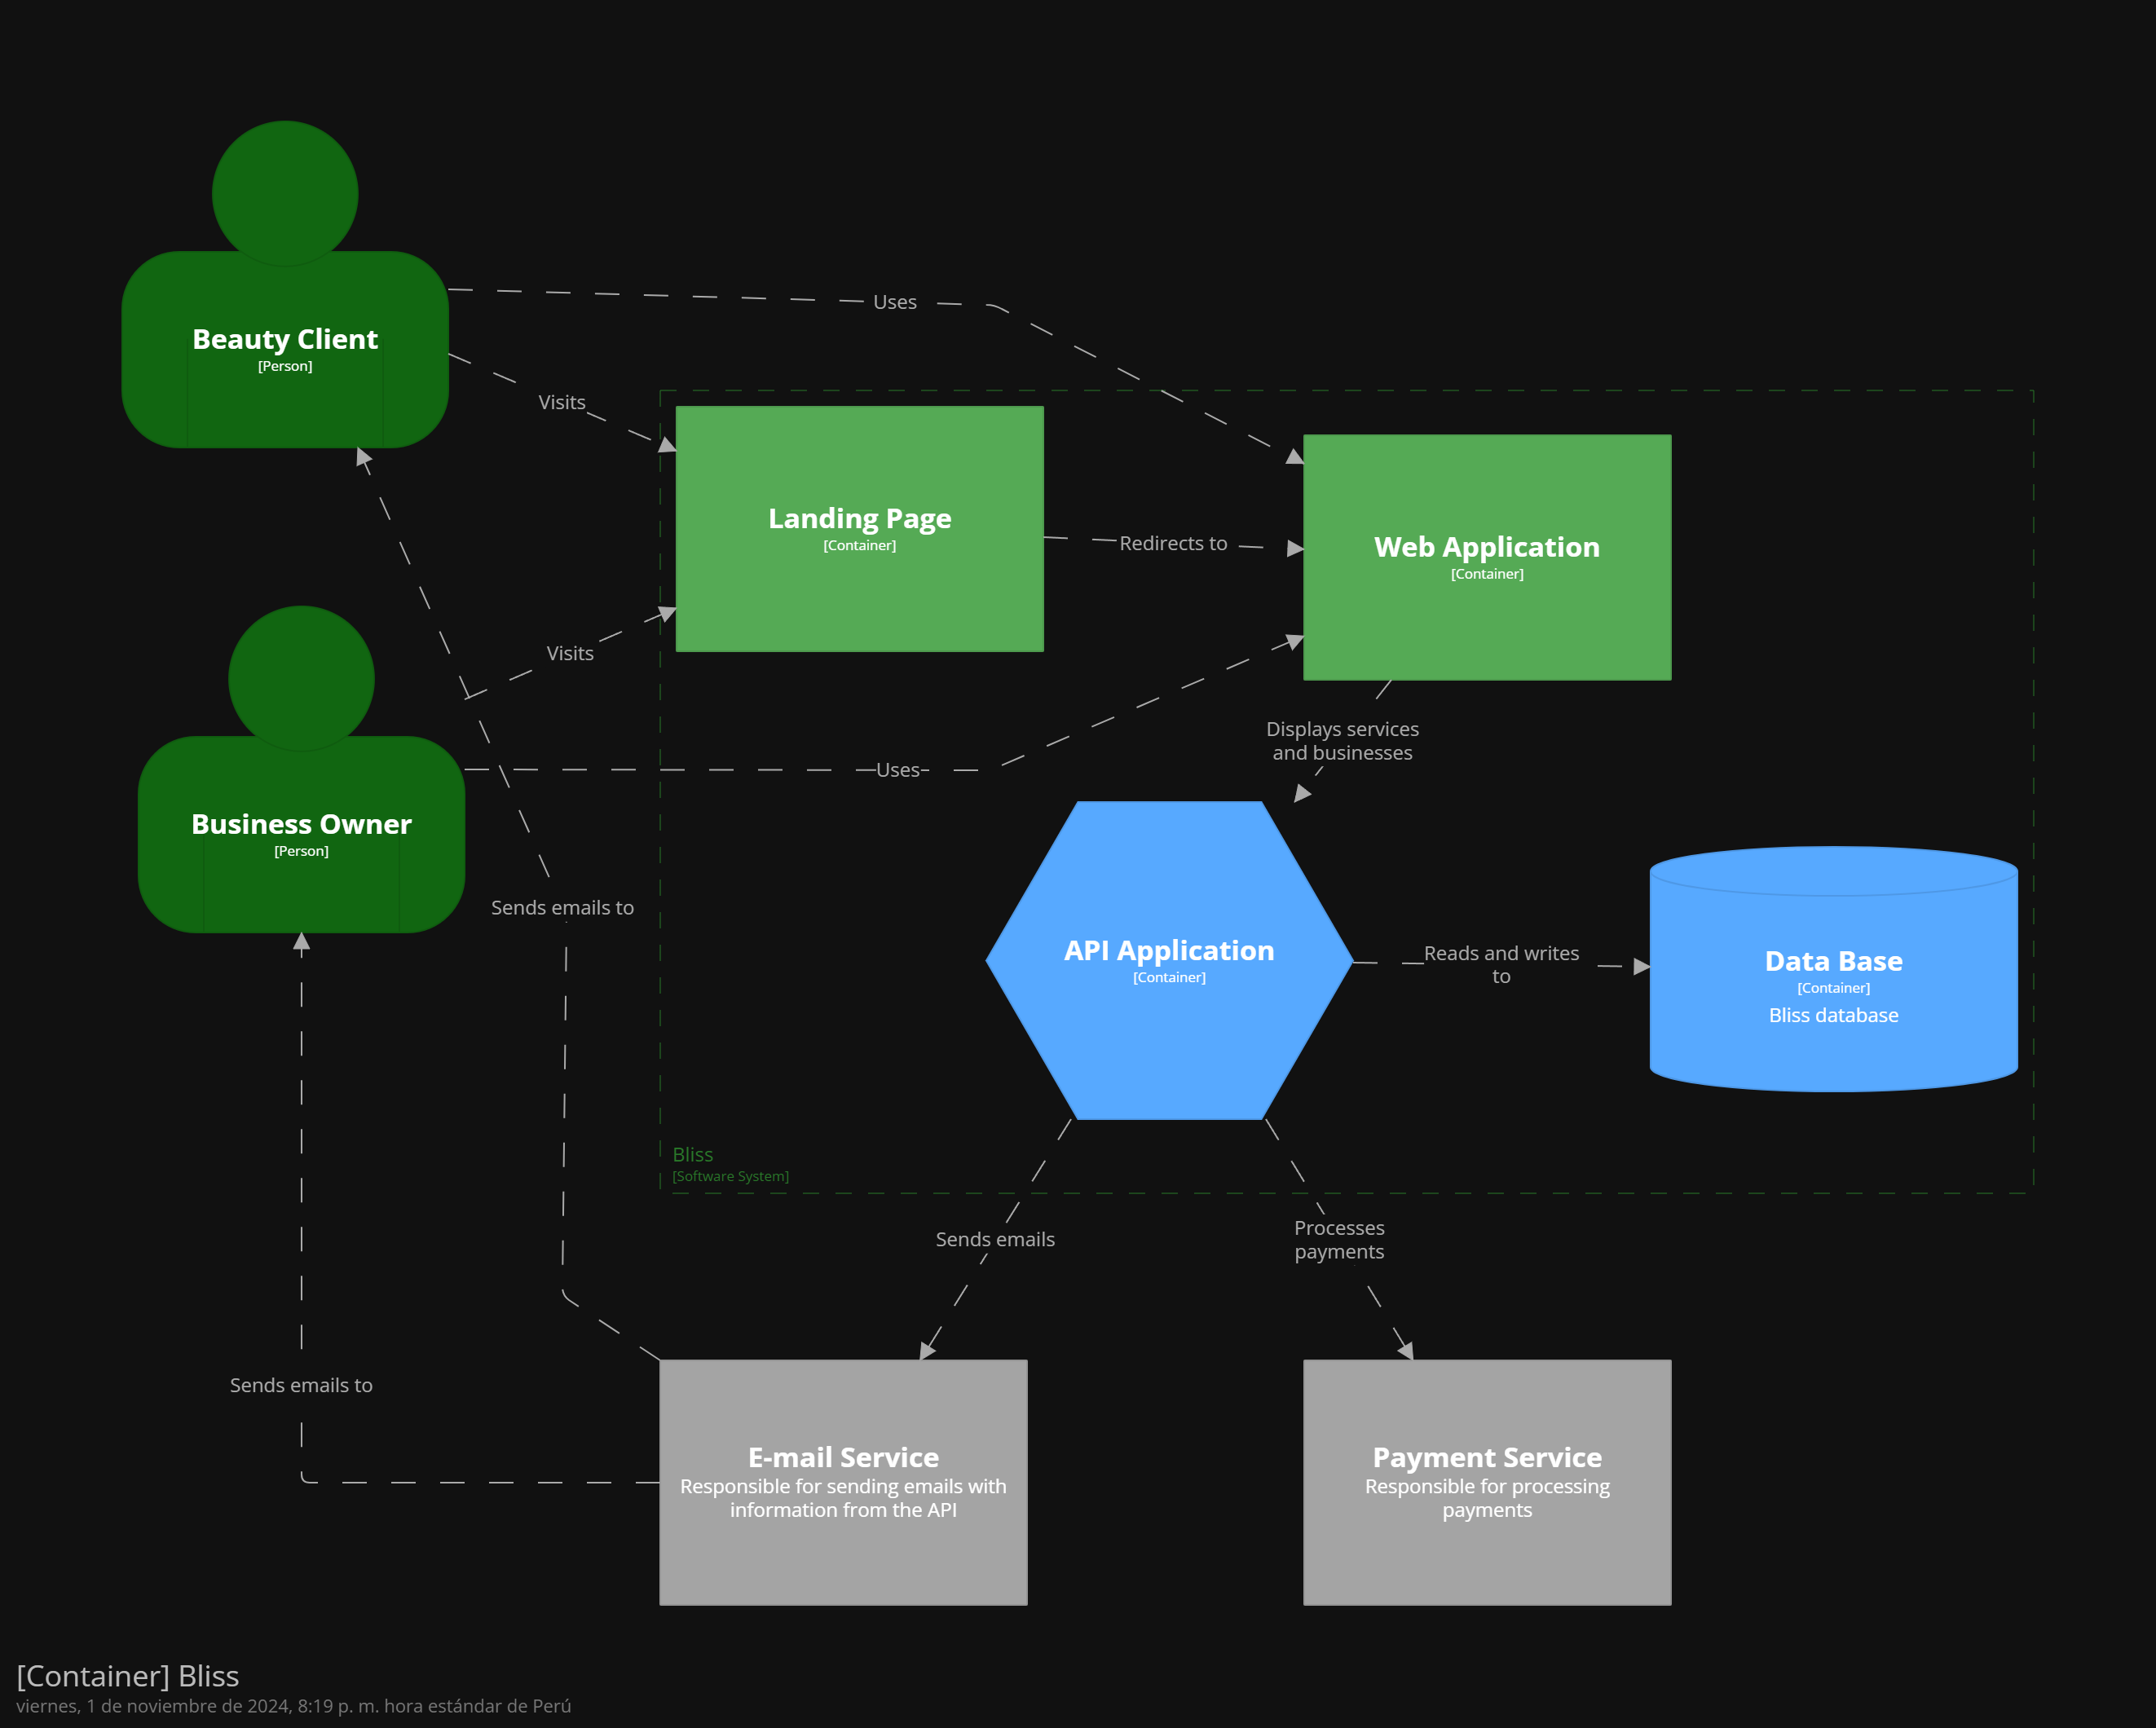 Uses
Beauty Client
[Person]
Visits
Landing Page
[Container]
Redirects to
Web Application
[Container]
Visits
Displays services
and businesses
Uses
Business Owner
[Person]
Sends emails to
API Application
[Container]
Reads and writes
to
Data Base
[Container]
Bliss database
Bliss
[Software System]
Sends emails
Processes
payments
Sends emails to
E-mail Service
Responsible for sending emails with
information from the API
Payment Service
Responsible for processing
payments
[Container] Bliss
viernes, 1 de noviembre de 2024, 8:19 p. m. hora estándar de Perú